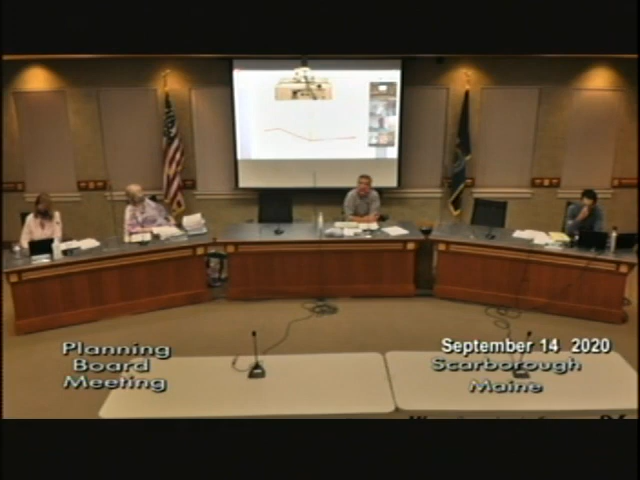 Planning
Board
Meeting
September 14 2020
Scarborough
Maine